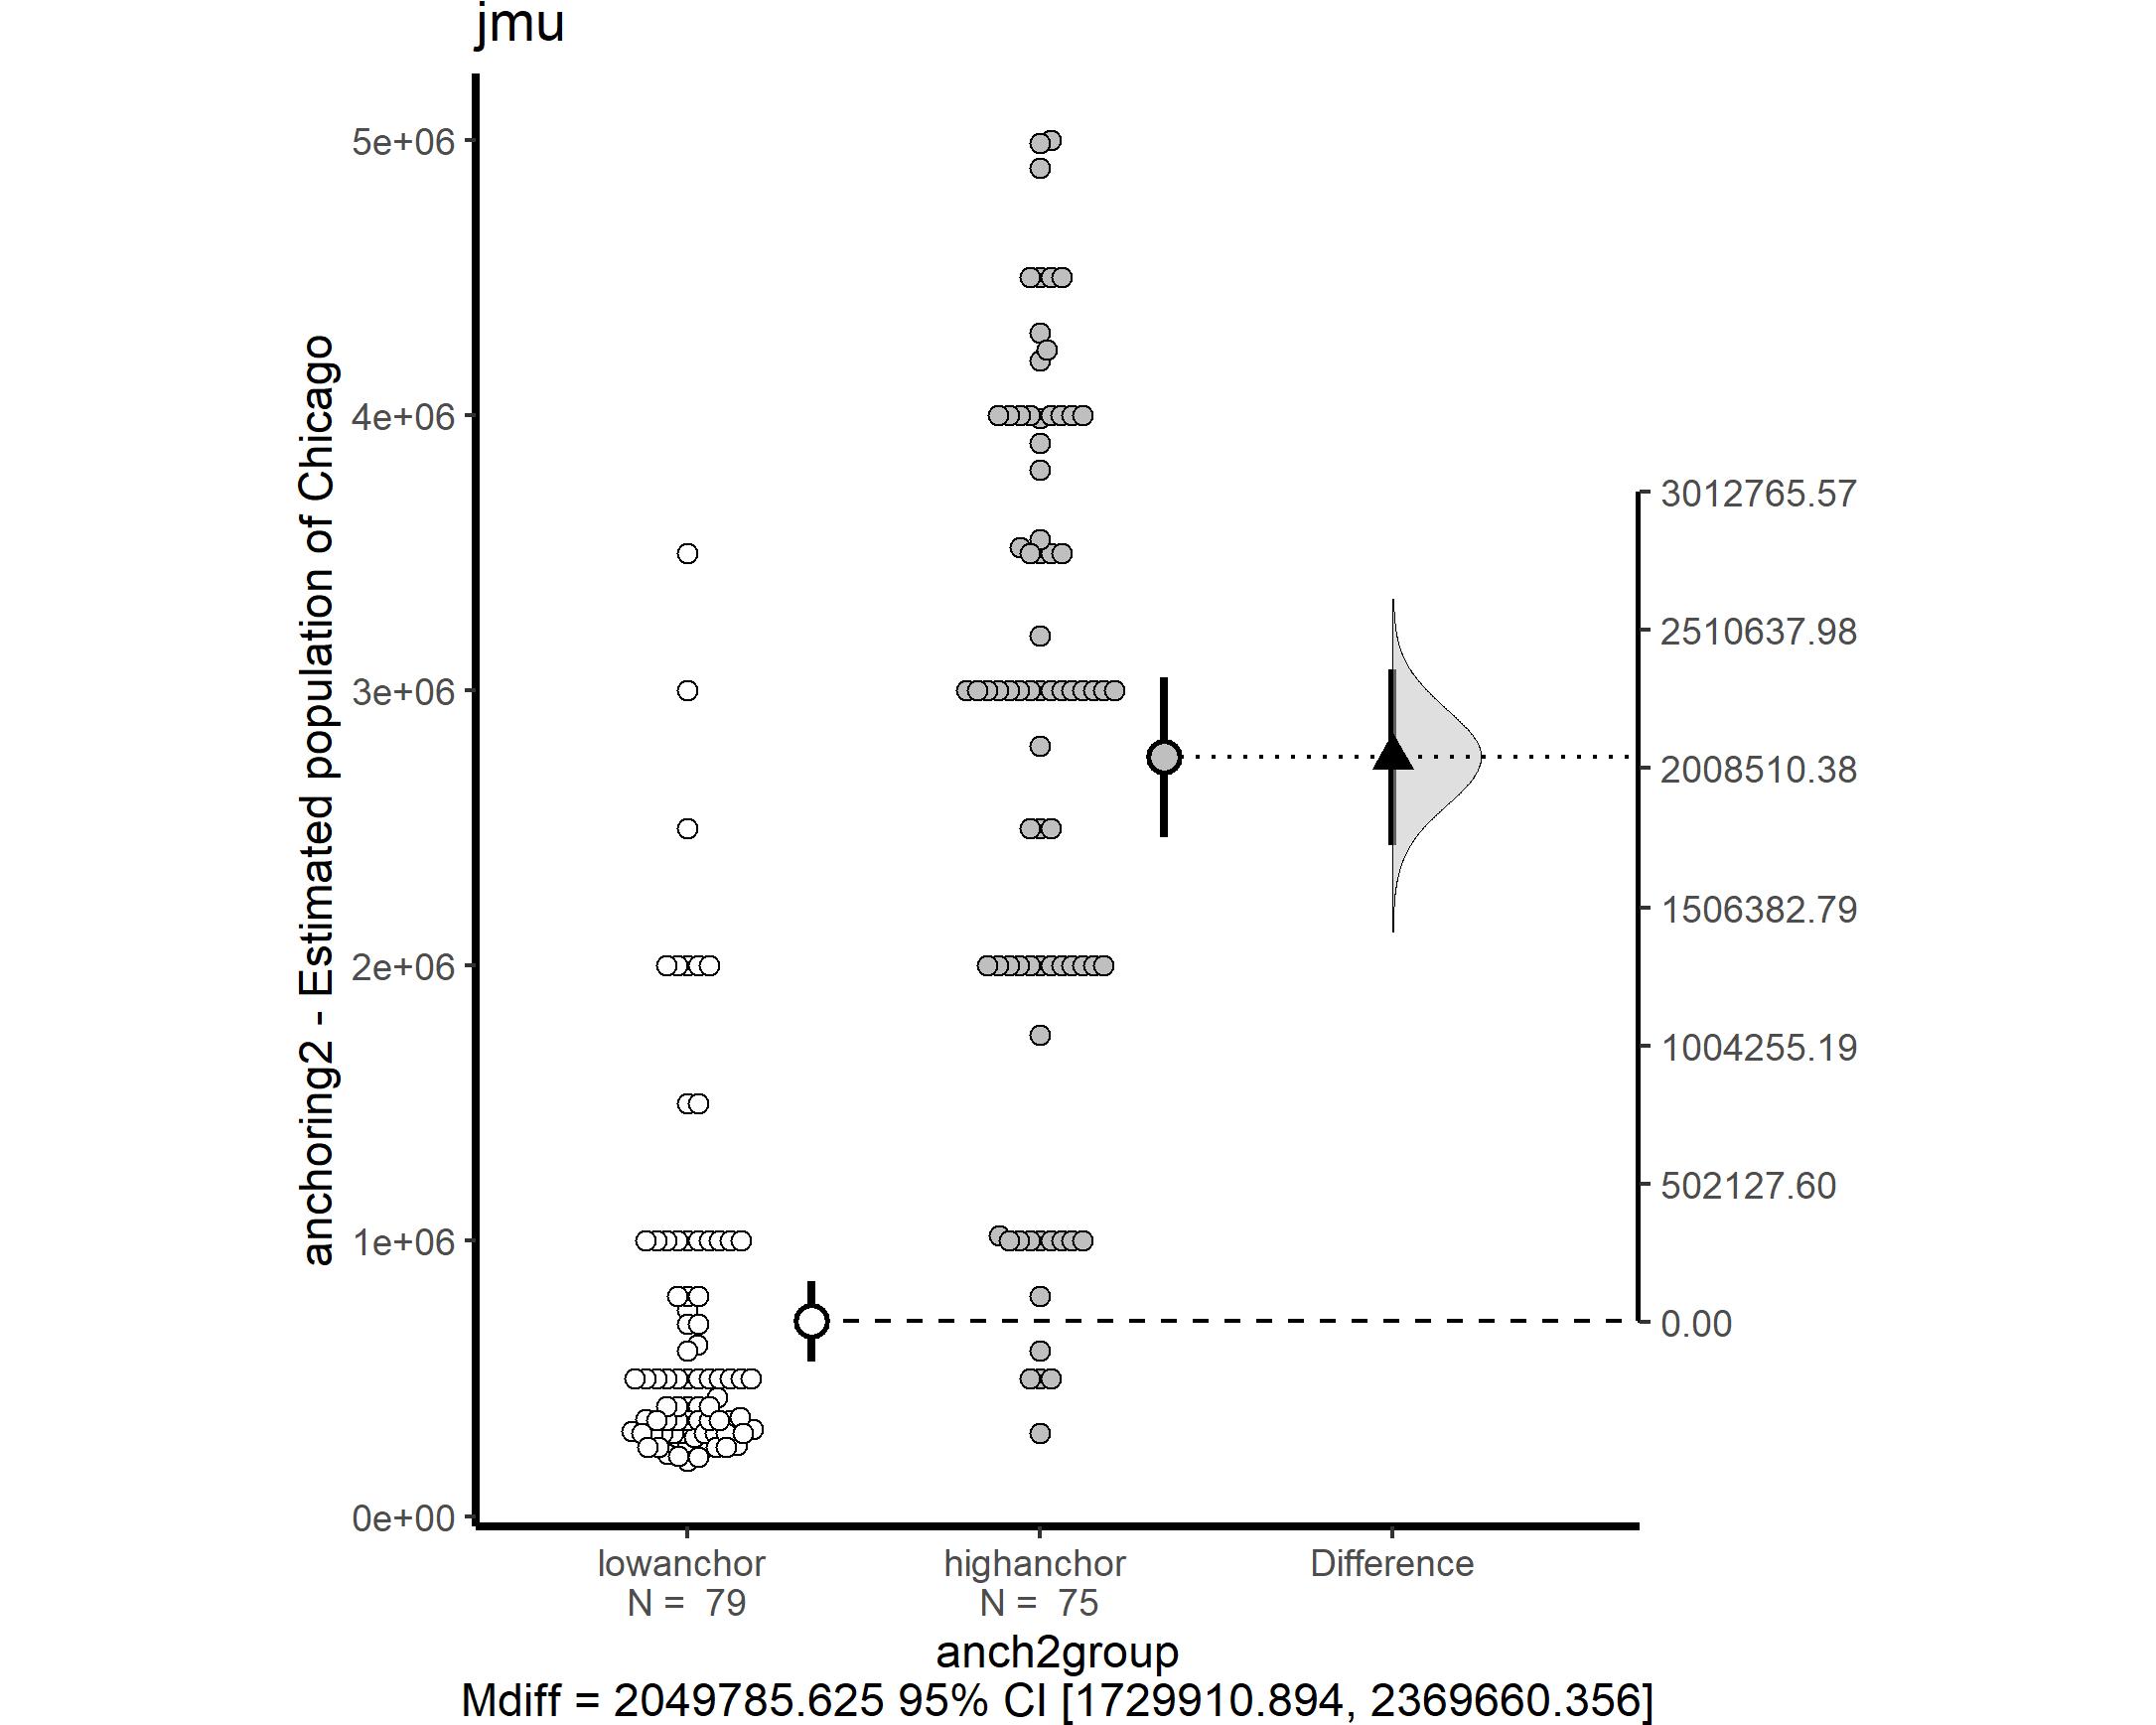 jmu
anchoring2 - Estimated population of Chicago
5e+06
4e+06
3e+06
2e+06
1e+06
0e+00
3012765.57
2510637.98
2008510.38
1506382.79
1004255.19
502127.60
0.00
lowanchor
N =  79
highanchor
N =  75
Difference
anch2group
Mdiff = 2049785.625 95% CI [1729910.894, 2369660.356]